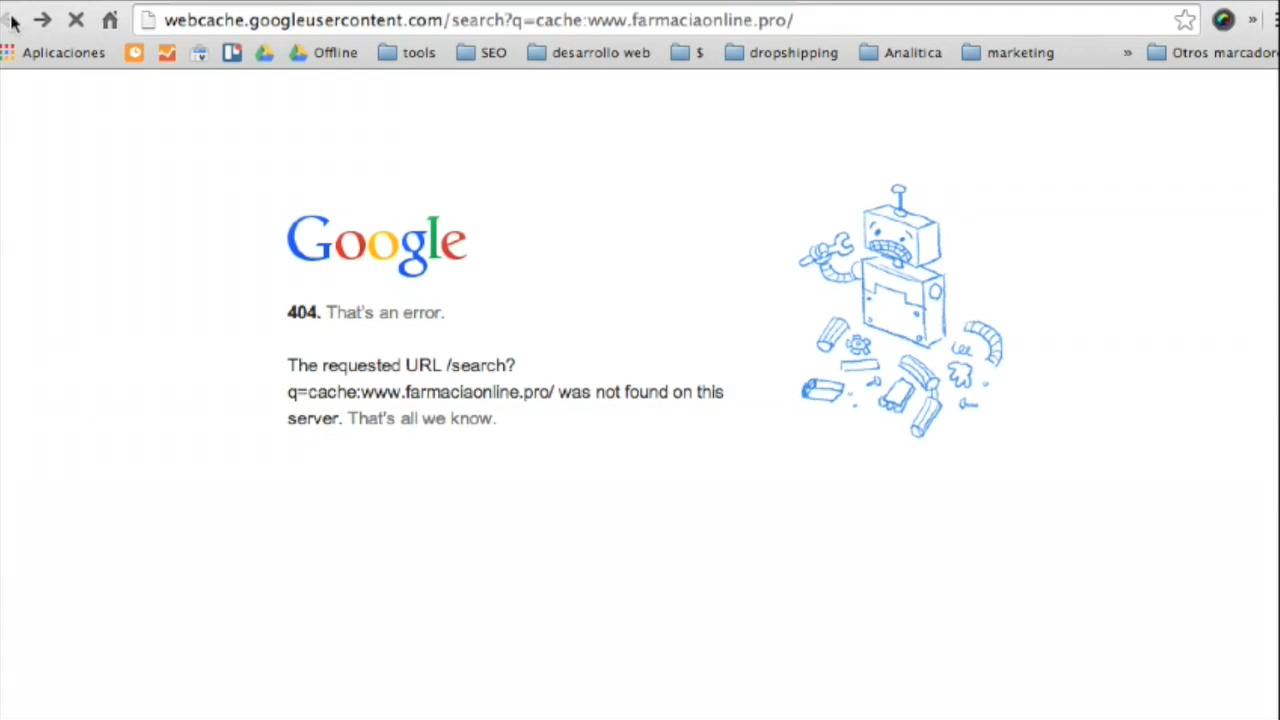 webcache.googleusercontent.com/search?q=cache:www.farmaciaonline.pro/
»
Aplicaciones Offline tools SEO desarrollo web $ dropshipping Analítica marketing » Otros marcador
Google
404. That's an error.
The requested URL /search?
q=cache:www.farmaciaonline.pro/ was not found on this
server. That's all we know.